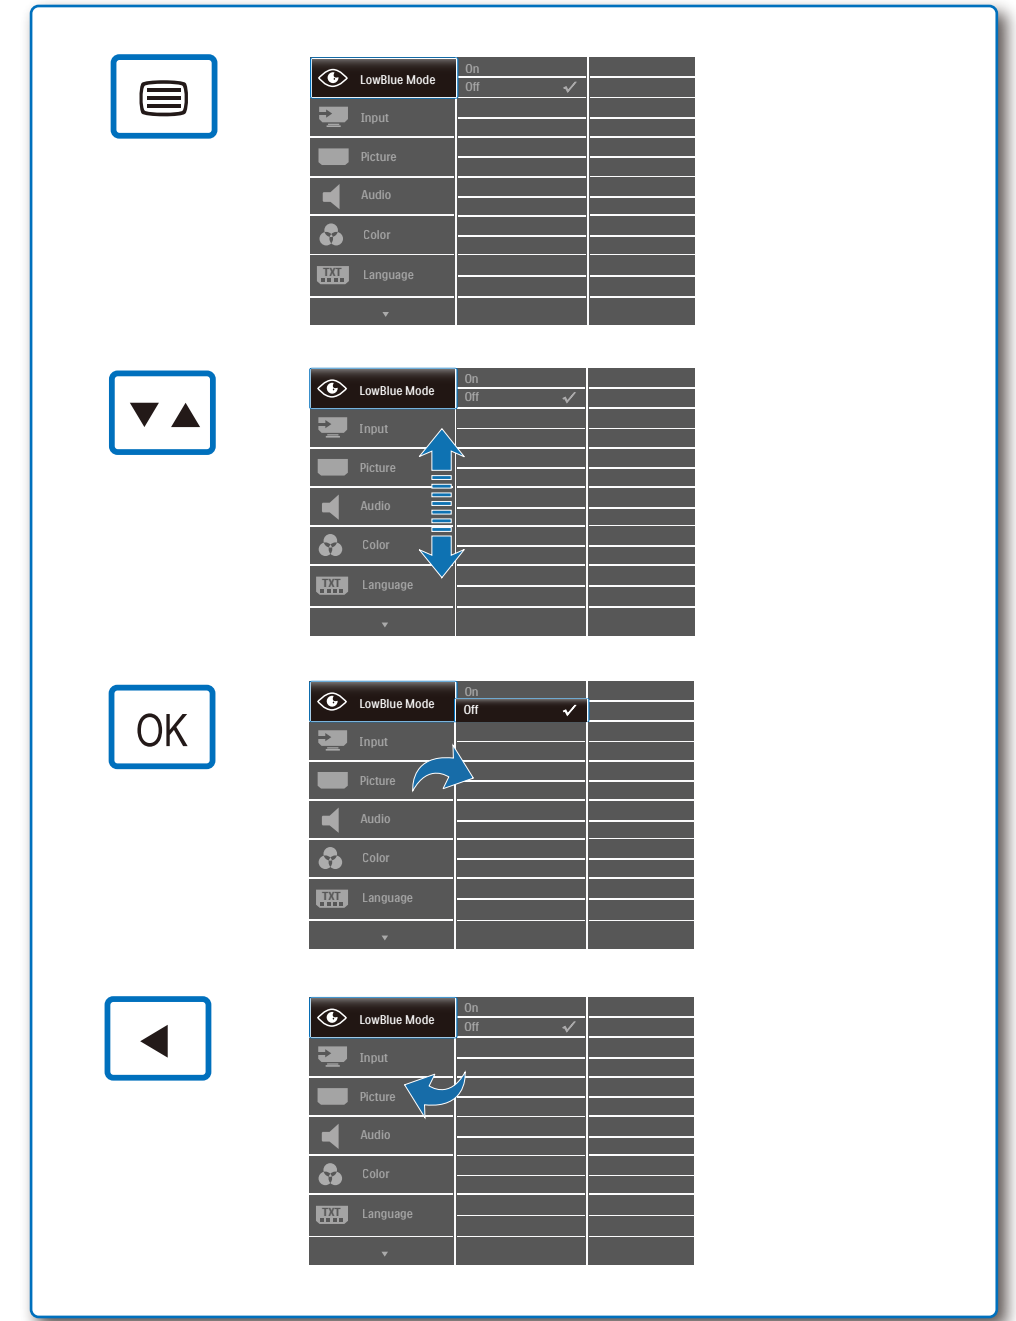 LowBlue Mode
On
Off
Input
Picture
Audio
Color
TXT
Language
LowBlue Mode
On
Off
Input
Picture
Audio
Color
TXT
Language
OK
LowBlue Mode
On
Off
Input
Picture
Audio
Color
TXT
Language
LowBlue Mode
On
Off
Input
Picture
Audio
Color
TXT
Language